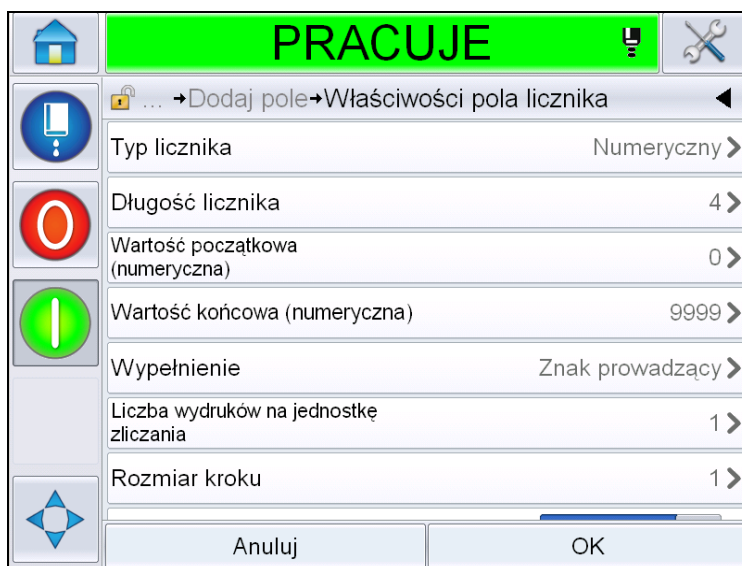 PRACUJE
... →Dodaj pole→Właściwości pola licznika
Typ licznika Numeryczny
Długość licznika 4
Wartość początkowa
(numeryczna) 0
Wartość końcowa (numeryczna) 9999
Wypełnienie Znak prowadzący
Liczba wydruków na jednostkę
zliczania 1
Rozmiar kroku 1
Anuluj OK